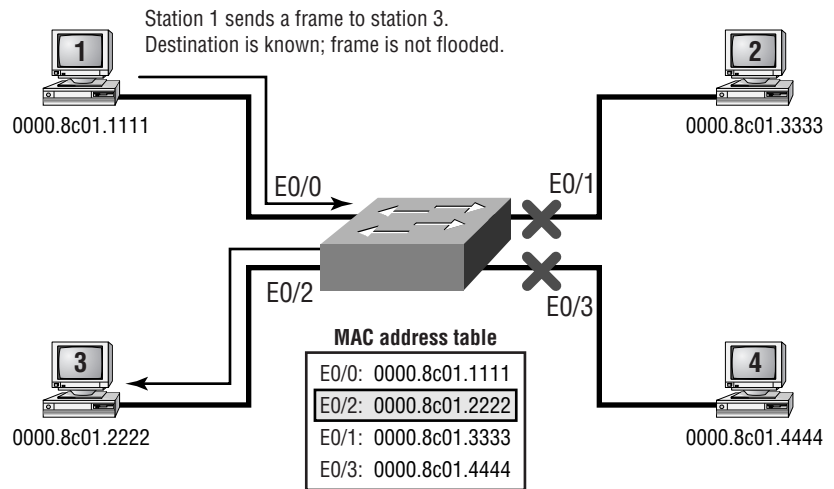 Station 1 sends a frame to station 3.
Destination is known; frame is not flooded.
1
2
0000.8c01.1111
0000.8c01.3333
E0/0
E0/1
E0/2
E0/3
MAC address table
E0/0: 0000.8c01.1111
E0/2: 0000.8c01.2222
E0/1: 0000.8c01.3333
E0/3: 0000.8c01.4444
3
4
0000.8c01.2222
0000.8c01.4444